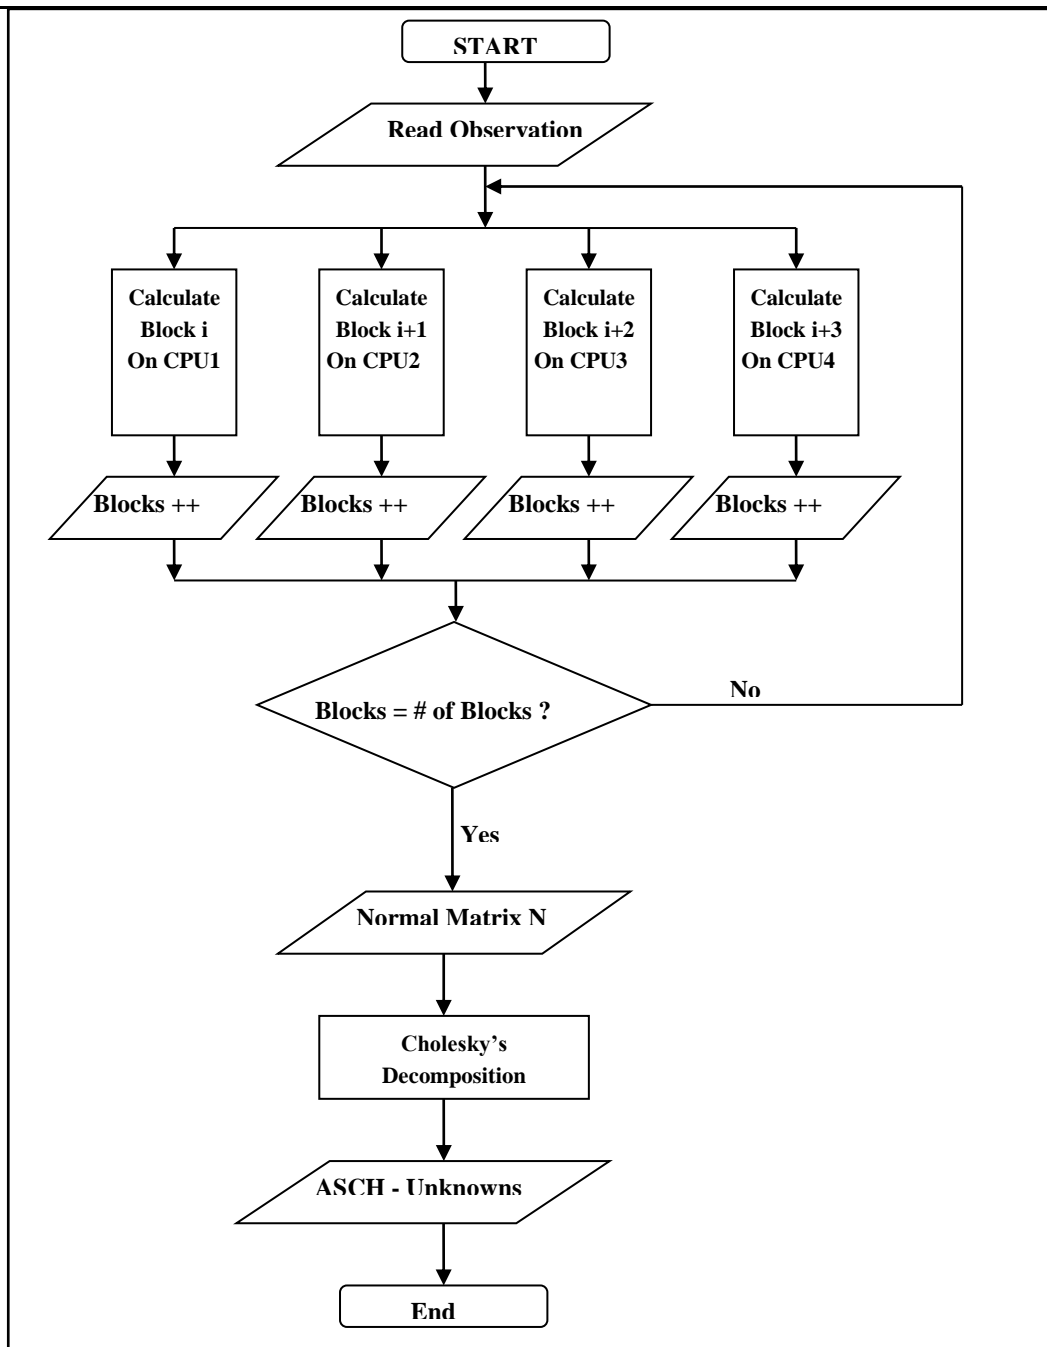 START
Read Observation
Calculate
Block i
On CPU1
Calculate
Block i+1
On CPU2
Calculate
Block i+2
On CPU3
Calculate
Block i+3
On CPU4
Blocks ++
Blocks ++
Blocks ++
Blocks ++
Blocks = # of Blocks ?
No
Yes
Normal Matrix N
Cholesky’s
Decomposition
ASCH - Unknowns
End